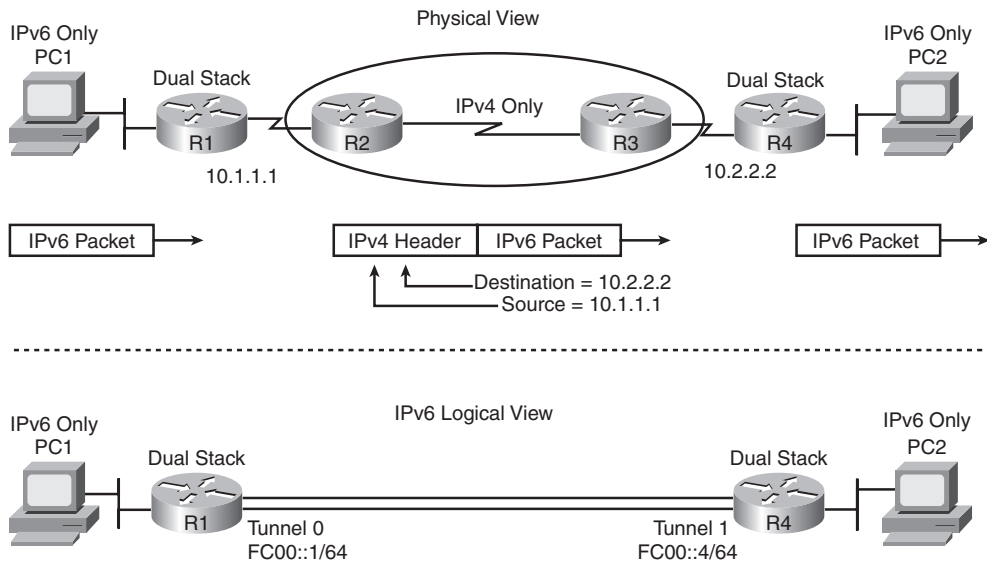 Physical View
IPv6 Only
PC1
IPv6 Only
PC2
Dual Stack
Dual Stack
IPv4 Only
R1
R2
R3
R4
10.1.1.1
10.2.2.2
IPv6 Packet
IPv4 Header
IPv6 Packet
IPv6 Packet
Destination = 10.2.2.2
Source = 10.1.1.1
IPv6 Logical View
IPv6 Only
PC1
IPv6 Only
PC2
Dual Stack
Dual Stack
R1
R4
Tunnel 0
FC00::1/64
Tunnel 1
FC00::4/64